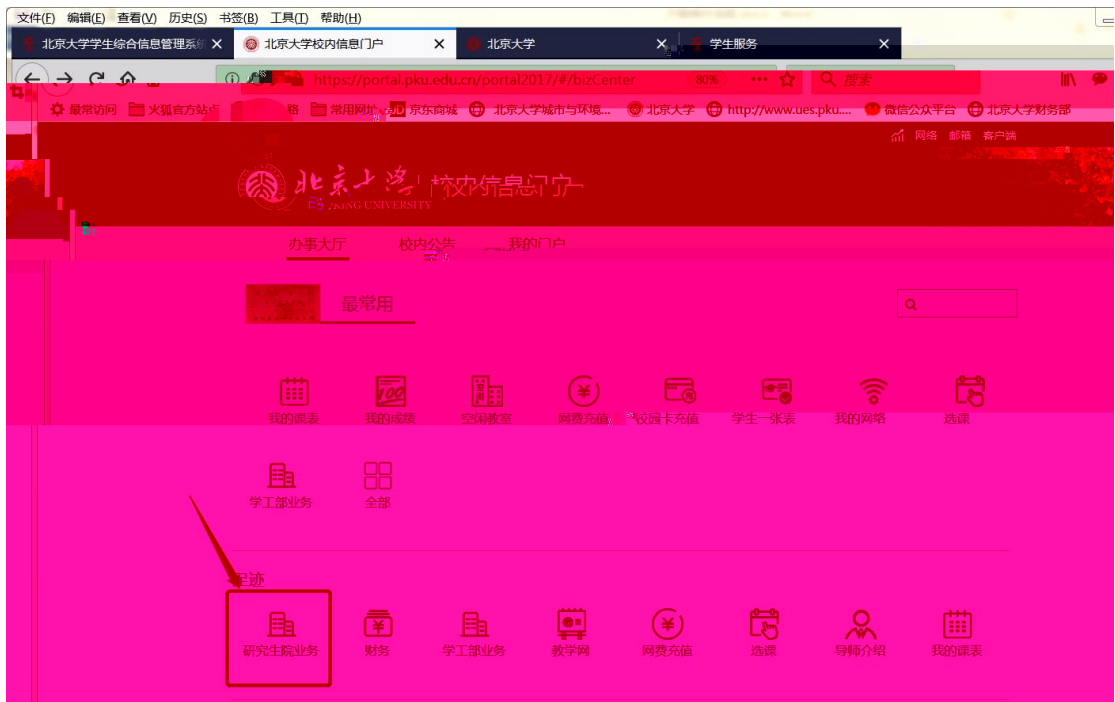 文件(F) 编辑(E) 查看(V) 历史(S) 书签(B) 工具(T) 帮助(H)
北京大学学生综合信息管理系统 北京大学校内信息门户 北京大学 学生服务
https://portal.pku.edu.cn/portal2017/#/bizCenter 80% 搜索
最常访问 火狐官方站点 常用网址 JD 京东商城 北京大学城市与环境... 北京大学 http://www.ues.pku.... 微信公众平台 北京大学财务部
网络 邮箱 客户端
北京大学 校内信息门户
PEKING UNIVERSITY
办事大厅 校内公告 我的门户
最常用
100
我的课表 我的成绩 空闲教室 网费充值 校园卡充值 学生一张表 我的网络 选课
学工部业务 全部
足迹
研究生院业务 财务 学工部业务 教学网 网费充值 选课 导师介绍 我的课表